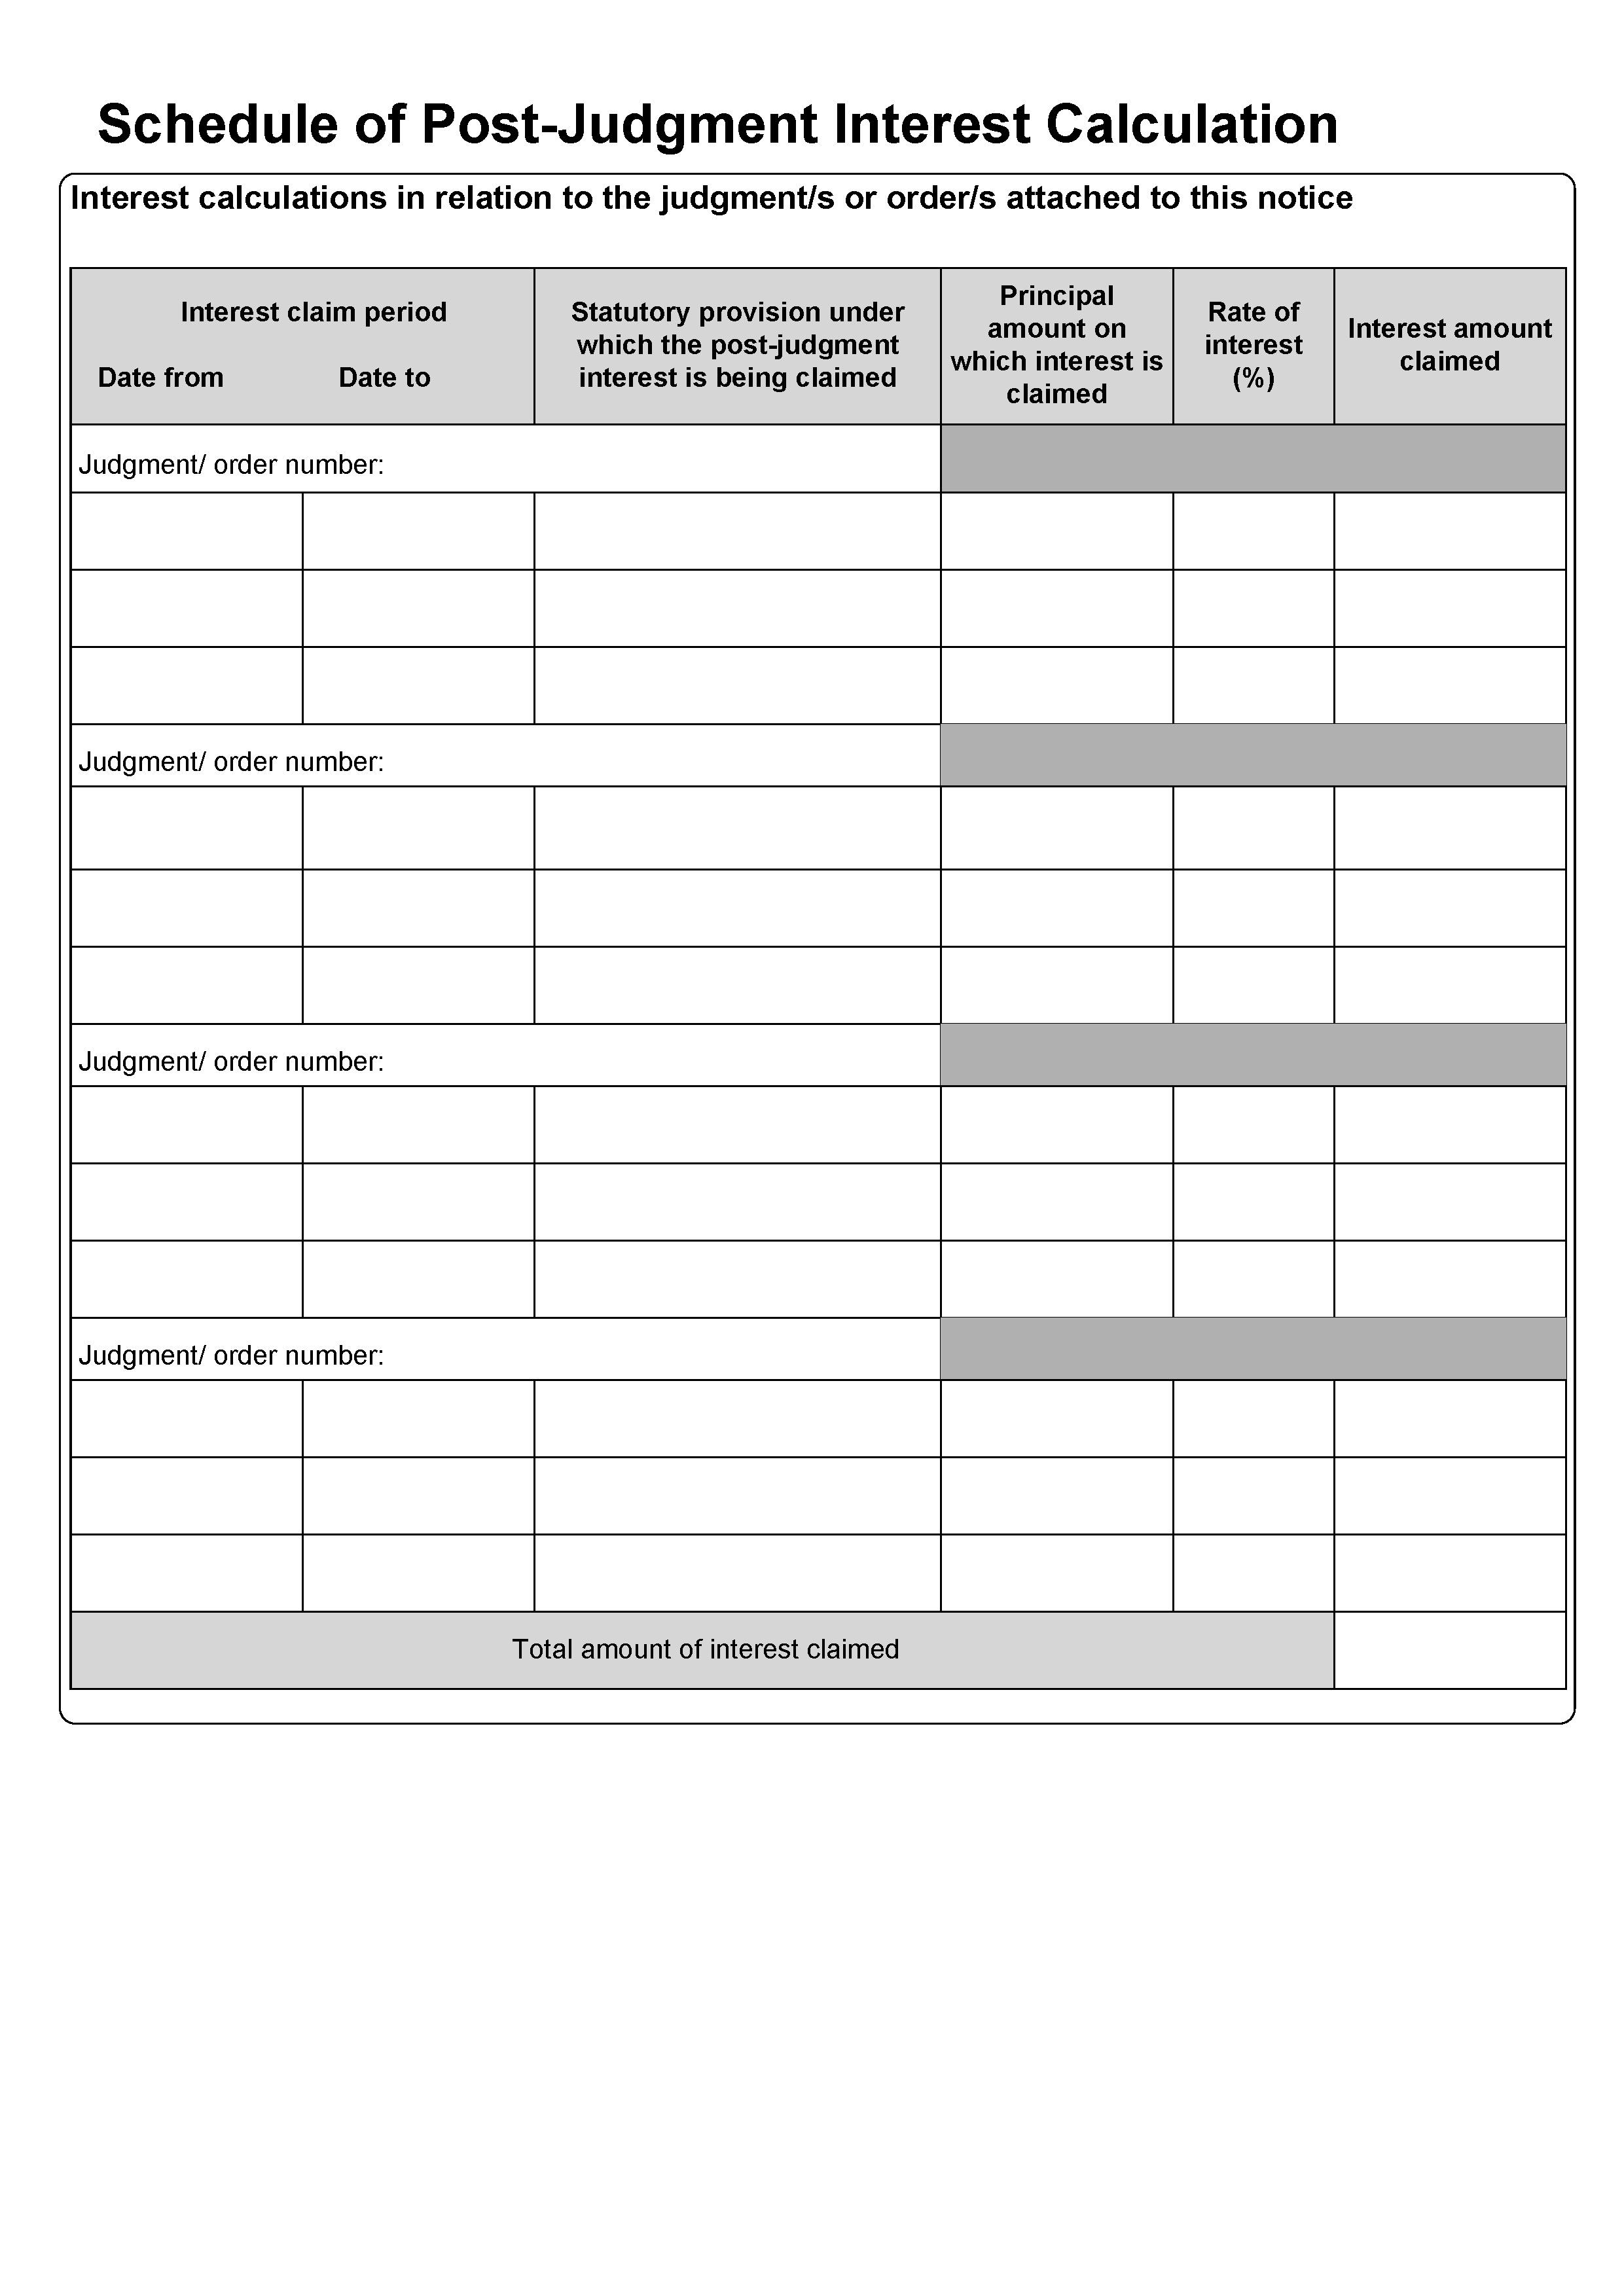 Schedule of Post-Judgment Interest Calculation
Interest calculations in relation to the judgment/s or order/s attached to this notice
Interest claim period
Date from Date to
Statutory provision under
which the post-judgment
interest is being claimed
Principal
amount on
which interest is
claimed
Rate of
interest
(%)
Interest amount
claimed
Judgment/ order number:
Judgment/ order number:
Judgment/ order number:
Judgment/ order number:
Total amount of interest claimed